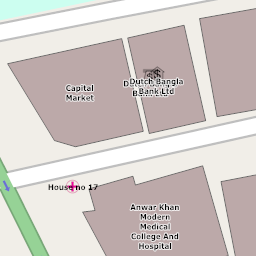 Dutch Bangla
Bank Ltd
Capital
Market
House no 17
Anwar Khan
Modern
Medical
College And
Hospital